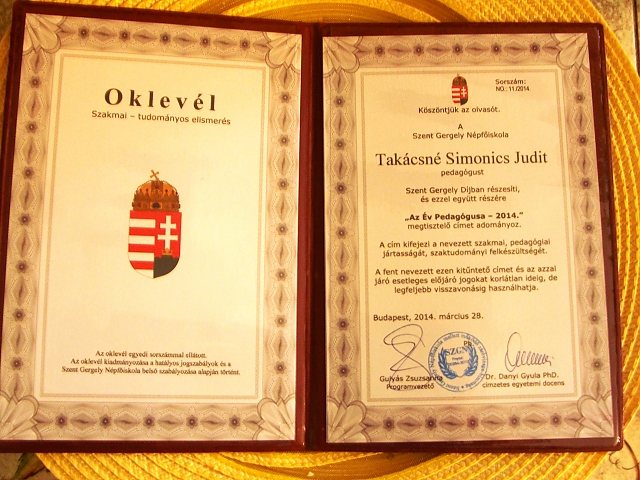 Oklevél
Szakmai – tudományos elismerés
Az oklevél egyedi sorszámmal ellátott.
Az oklevél kiadmányozása a hatályos jogszabályok és a
Szent Gergely Népfőiskola belső szabályozása alapján történt.
Sorszám:
NO.: 11/2014.
Köszöntjük az olvasót.
A
Szent Gergely Népfőiskola
Takácsné Simonics Judit
pedagógust
Szent Gergely Díjban részesíti,
és ezzel együtt részére
„Az Év Pedagógusa – 2014.”
megtisztelő címet adományoz.
A cím kifejezi a nevezett szakmai, pedagógiai
jártasságát, szaktudományi felkészültségét.
A fent nevezett ezen kitüntető címet és az azzal
járó esetleges előjáró jogokat korlátlan ideig, de
legfeljebb visszavonásig használhatja.
Budapest, 2014. március 28.
SZGN
Gulyás Zsuzsanna
Programvezető
Dr. Danyi Gyula PhD.
címzetes egyetemi docens